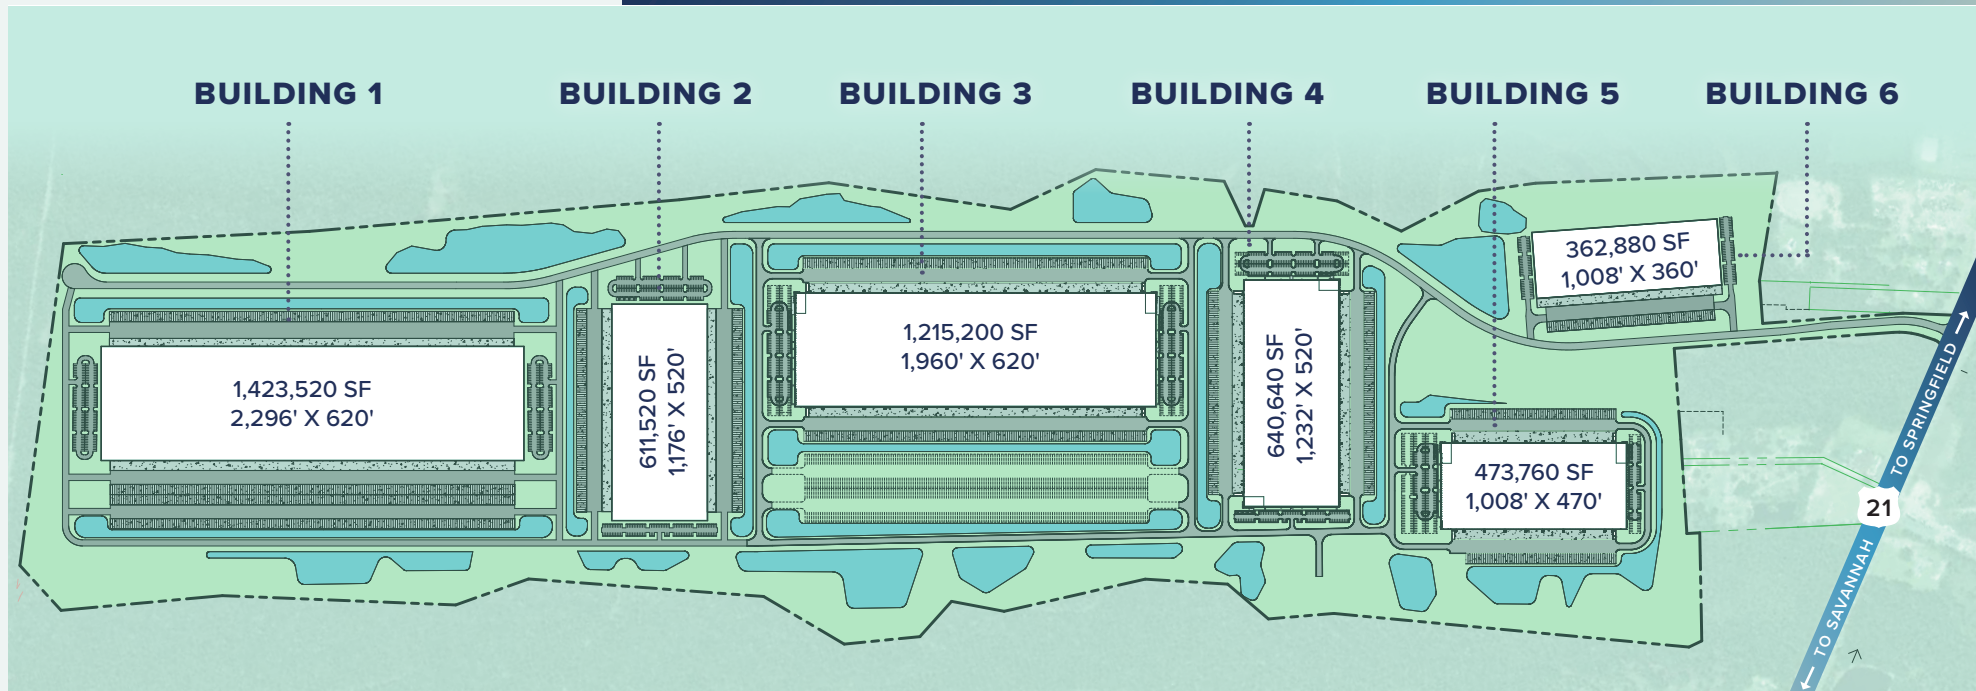 BUILDING 1
BUILDING 2
BUILDING 3
BUILDING 4
BUILDING 5
BUILDING 6
1,423,520 SF
2,296' X 620'
611,520 SF
1,176' X 520'
1,215,200 SF
1,960' X 620'
640,640 SF
1,232' X 520'
473,760 SF
1,008' X 470'
362,880 SF
1,008' X 360'
TO SPRINGFIELD
21
TO SAVANNAH